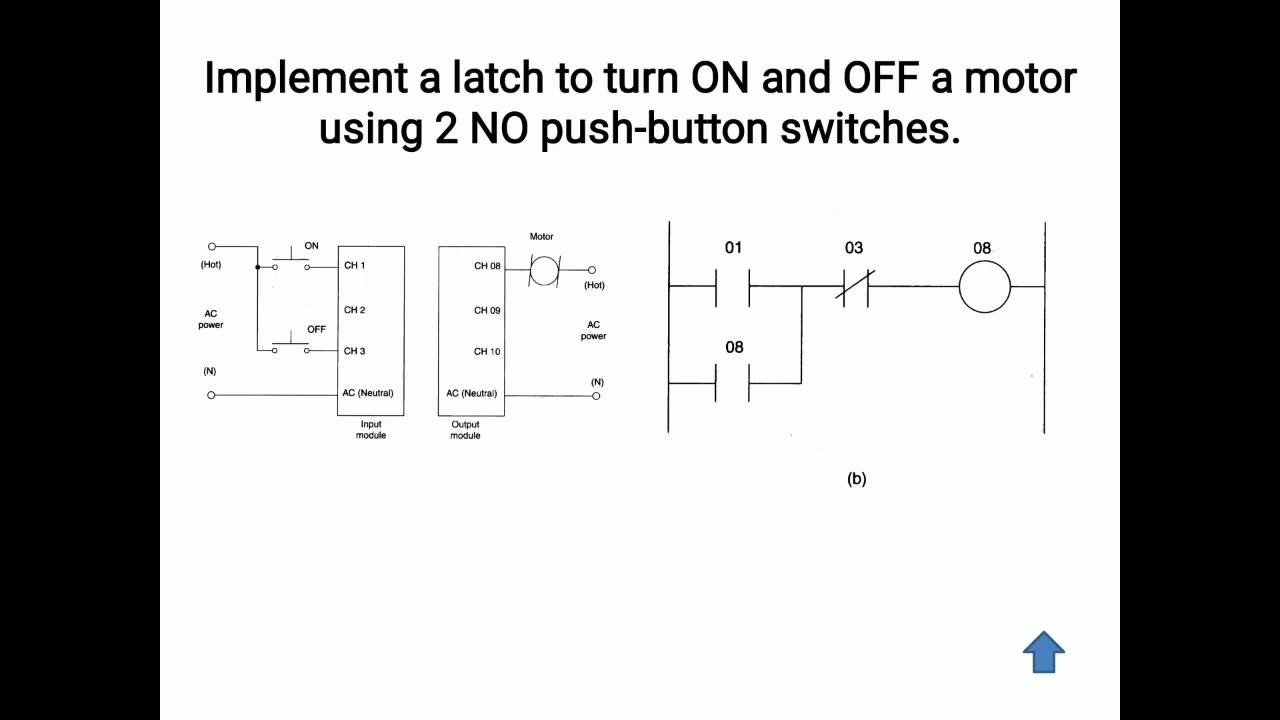 Implement a latch to turn ON and OFF a motor
using 2 NO push-button switches.
ON
(Hot)
CH 1
AC
power
CH 2
OFF
CH 3
(N)
AC (Neutral)
Input
module
Motor
CH 08
(Hot)
CH 09
AC
power
CH 10
(N)
AC (Neutral)
Output
module
01
03
08
08
(b)